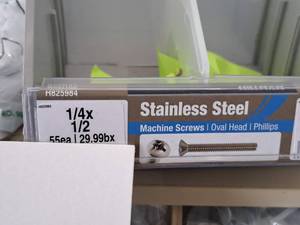 H825984
1/4x
1/2
55ea | 29.99bx
Stainless Steel
Machine Screws | Oval Head | Phillips